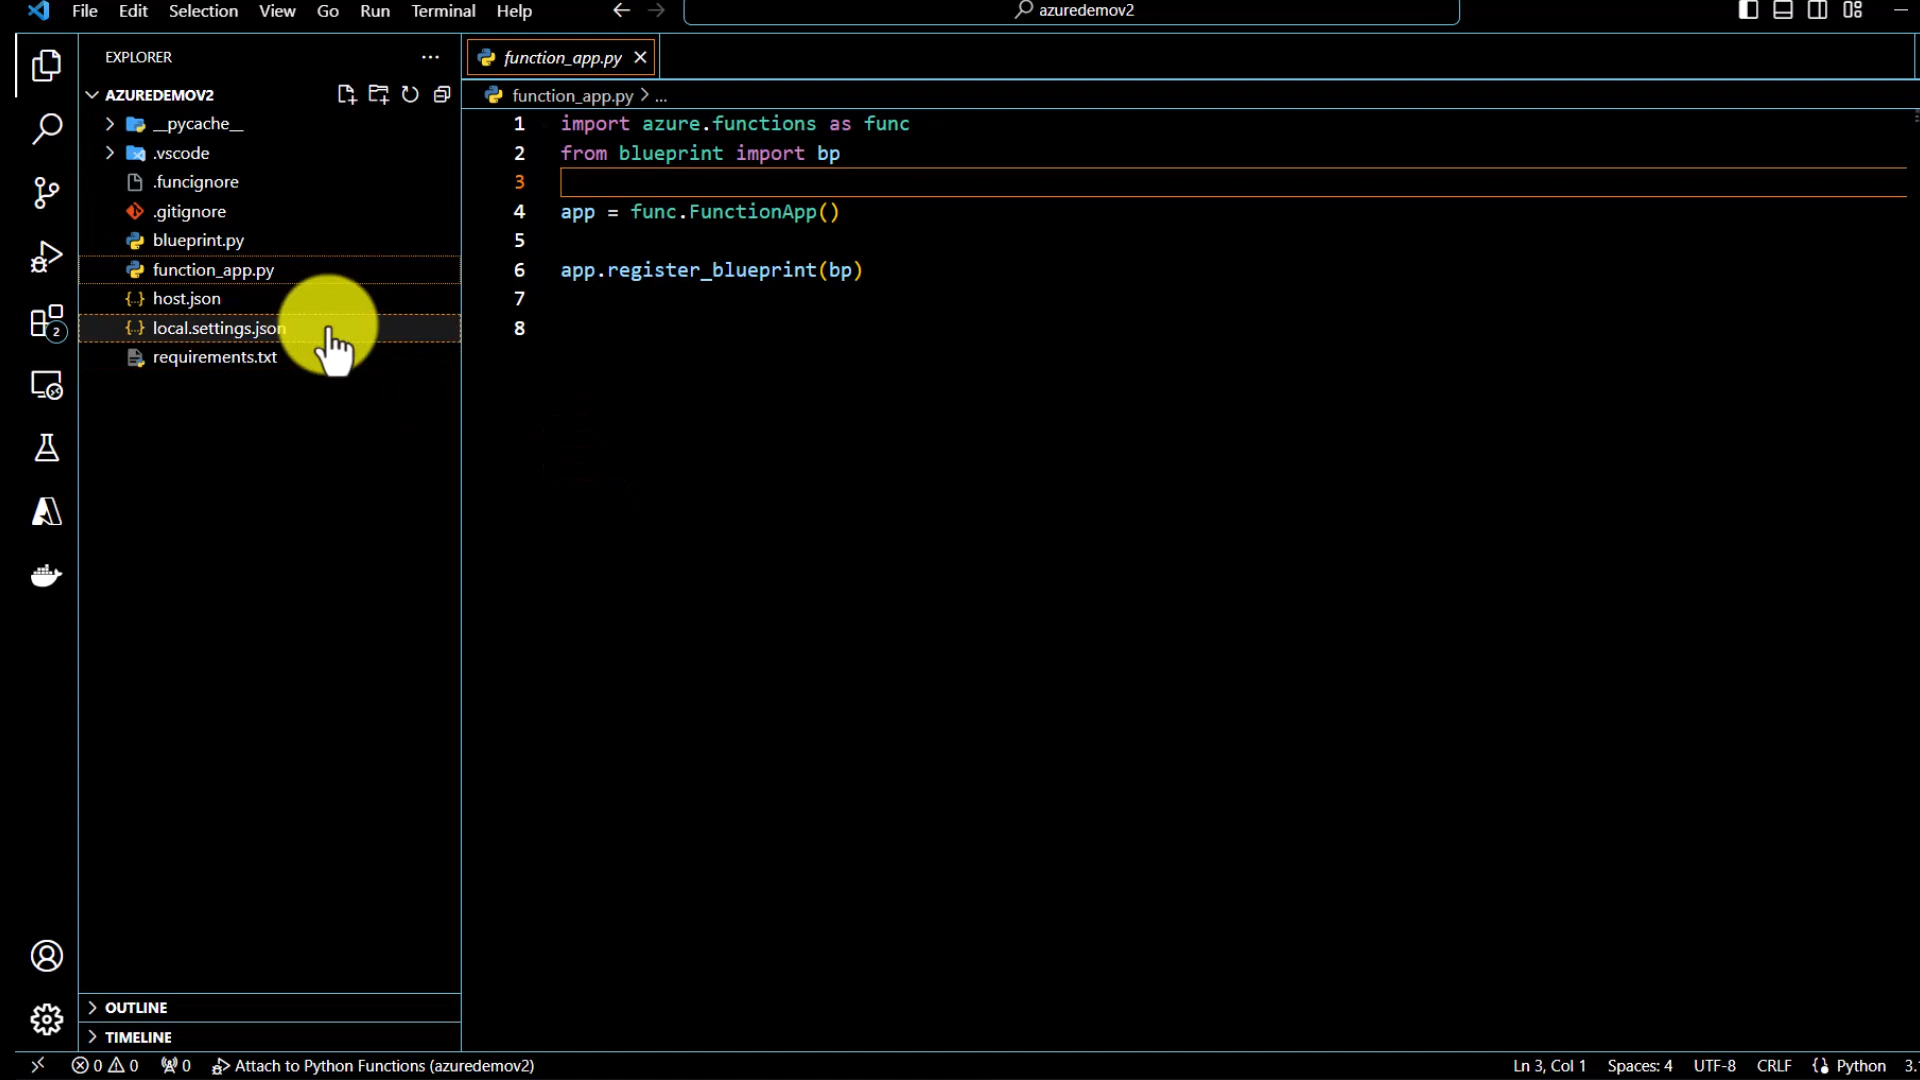 File Edit Selection View Go Run Terminal Help
azuredemov2
EXPLORER
AZUREDEMOV2
__pycache__
.vscode
.funcignore
.gitignore
blueprint.py
function_app.py
host.json
local.settings.json
requirements.txt
OUTLINE
TIMELINE
2
function_app.py
function_app.py > ...
1 import azure.functions as func
2 from blueprint import bp
3
4 app = func.FunctionApp()
5
6 app.register_blueprint(bp)
7
8
0 0 0 Attach to Python Functions (azuredemov2) Ln 3, Col 1 Spaces: 4 UTF-8 CRLF Python 3.